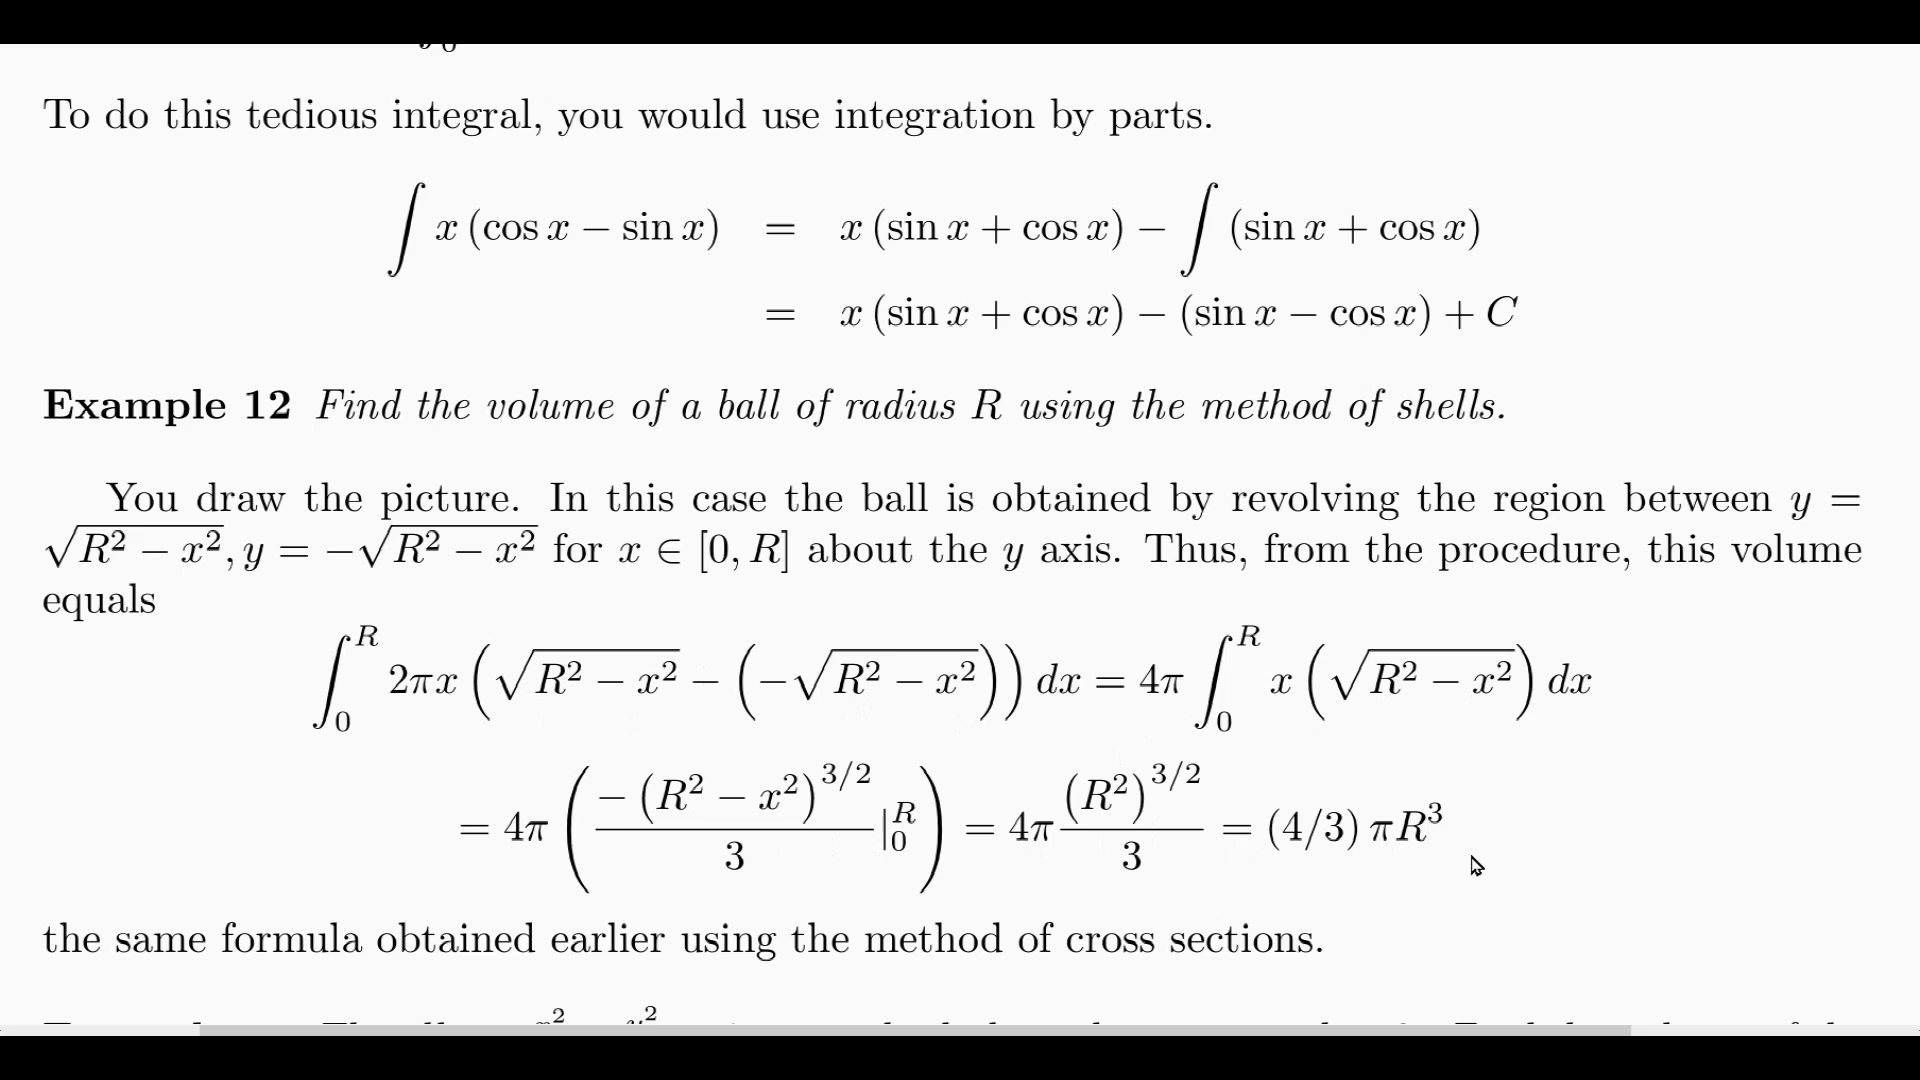 To do this tedious integral, you would use integration by parts.
∫ x (cos x − sin x) = x (sin x + cos x) − ∫ (sin x + cos x)
= x (sin x + cos x) − (sin x − cos x) + C
Example 12 Find the volume of a ball of radius R using the method of shells.
You draw the picture. In this case the ball is obtained by revolving the region between y =
√(R² − x²), y = −√(R² − x²) for x ∈ [0, R] about the y axis. Thus, from the procedure, this volume
equals
∫₀ᴿ 2πx (√(R² − x²) − (−√(R² − x²))) dx = 4π ∫₀ᴿ x (√(R² − x²)) dx
= 4π (−(R² − x²)^{3/2}/3 |₀ᴿ) = 4π (R²)^{3/2}/3 = (4/3) πR³
the same formula obtained earlier using the method of cross sections.